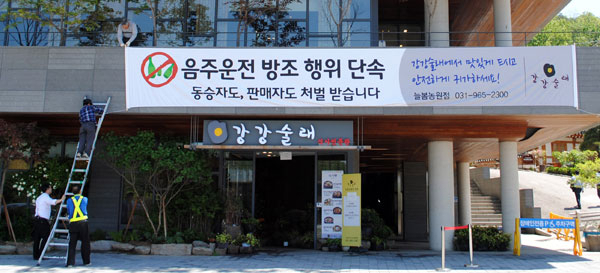 음주운전 방조 행위 단속
동승자도, 판매자도 처벌 받습니다
강강술래에서 맛있게 드시고
안전하게 귀가하세요!
늘봄농원점 031-965-2300
강강술래
강강술래